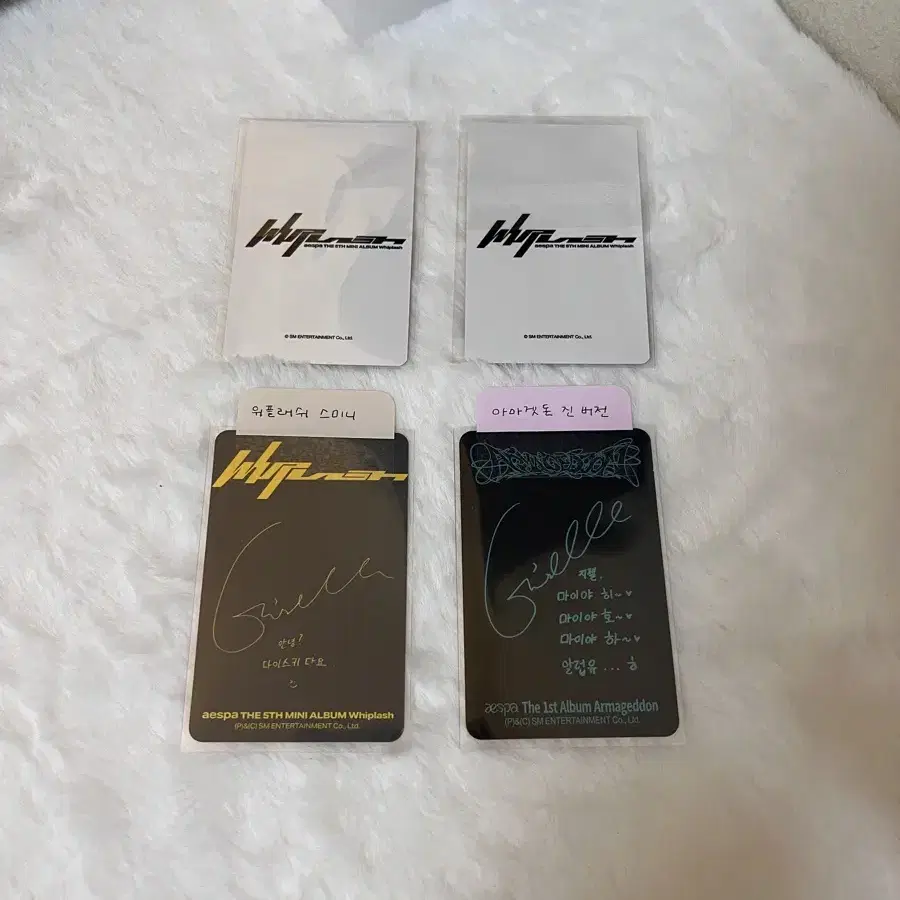 Whiplash
aespa THE 5TH MINI ALBUM Whiplash
© SM ENTERTAINMENT Co., Ltd.
Whiplash
aespa THE 5TH MINI ALBUM Whiplash
© SM ENTERTAINMENT Co., Ltd.
위플래쉬 스미니
Whiplash
Giselle
안녕?
다이스키 다요
aespa THE 5TH MINI ALBUM Whiplash
(P)&(C) SM ENTERTAINMENT Co., Ltd.
아마겟돈 진 버전
Giselle
지젤.
마이야 히~♥
마이야 호~♥
마이야 하~♥
알럽유... ㅎ
aespa The 1st Album Armageddon
(P)&(C) SM ENTERTAINMENT Co., Ltd.